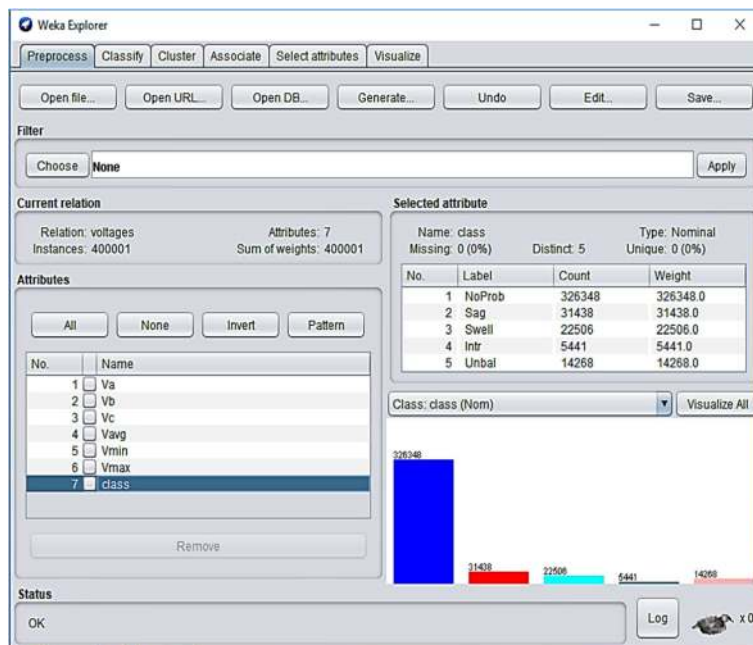 Weka Explorer
Preprocess Classify Cluster Associate Select attributes Visualize
Open file... Open URL... Open DB... Generate... Undo Edit... Save...
Filter
Choose None Apply
Current relation
Relation: voltages Attributes: 7
Instances: 400001 Sum of weights: 400001
Attributes
All None Invert Pattern
No. Name
1 Va
2 Vb
3 Vc
4 Vavg
5 Vmin
6 Vmax
7 class
Remove
Selected attribute
Name: class Type: Nominal
Missing: 0 (0%) Distinct: 5 Unique: 0 (0%)
No. Label Count Weight
1 NoProb 326348 326348.0
2 Sag 31438 31438.0
3 Swell 22506 22506.0
4 Intr 5441 5441.0
5 Unbal 14268 14268.0
Class: class (Nom) Visualize All
326348
31438
22506
5441
14268
Status
OK
Log x 0